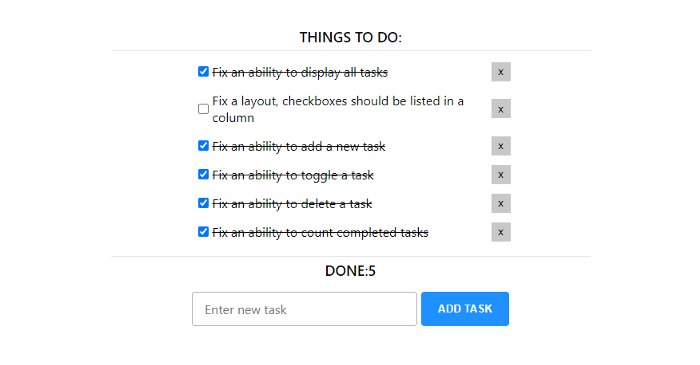 THINGS TO DO:
Fix an ability to display all tasks
x
Fix a layout, checkboxes should be listed in a
column
x
Fix an ability to add a new task
x
Fix an ability to toggle a task
x
Fix an ability to delete a task
x
Fix an ability to count completed tasks
x
DONE:5
Enter new task
ADD TASK